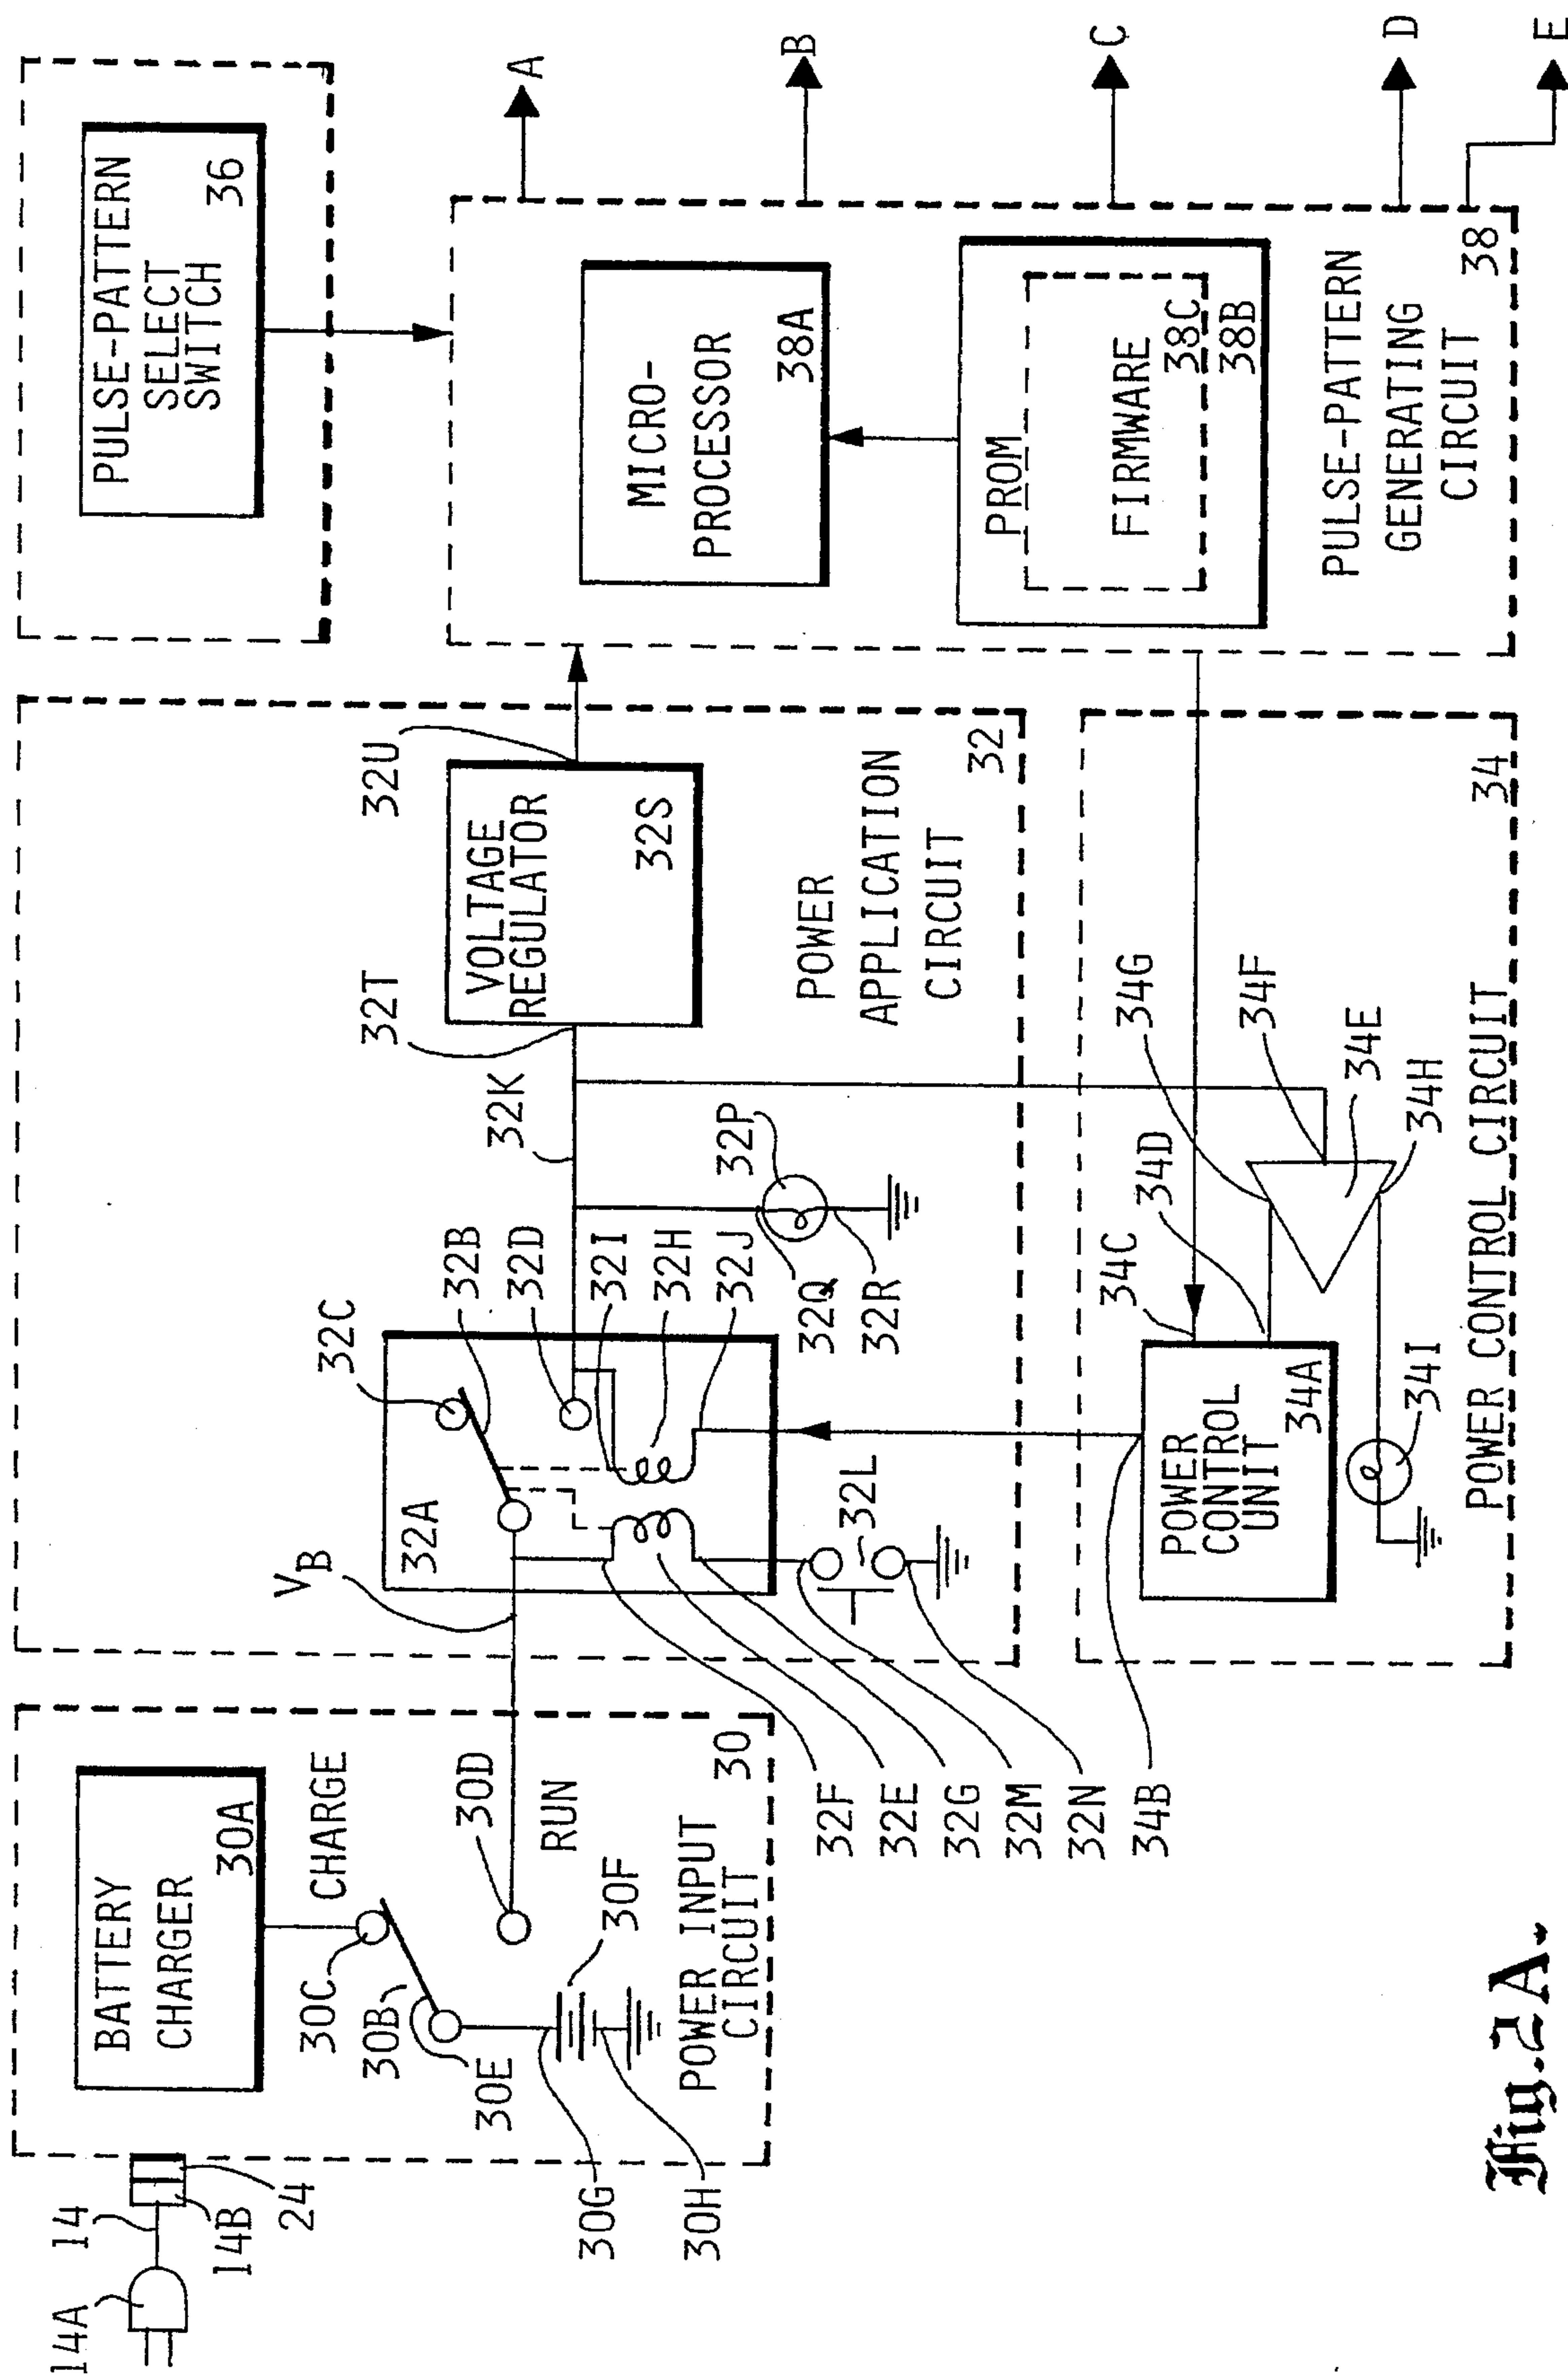 14A
14
14B
24
BATTERY
CHARGER
30A
CHARGE
30C
30B
30E
30D
RUN
30F
30G
30H
POWER INPUT
CIRCUIT
30
VB
32A
32C
32B
32D
32I
32H
32J
32F
32E
32G
32M
32N
34B
32L
32K
32Q
32P
32R
32T
VOLTAGE
REGULATOR
32S
32U
POWER
APPLICATION
CIRCUIT
32
POWER
CONTROL
UNIT
34A
34C
34D
34G
34F
34E
34H
34I
POWER CONTROL CIRCUIT
34
PULSE-PATTERN
SELECT
SWITCH
36
MICRO-
PROCESSOR
38A
PROM
FIRMWARE
38C
38B
PULSE-PATTERN
GENERATING
CIRCUIT
38
A
B
C
D
E
Fig.2A.